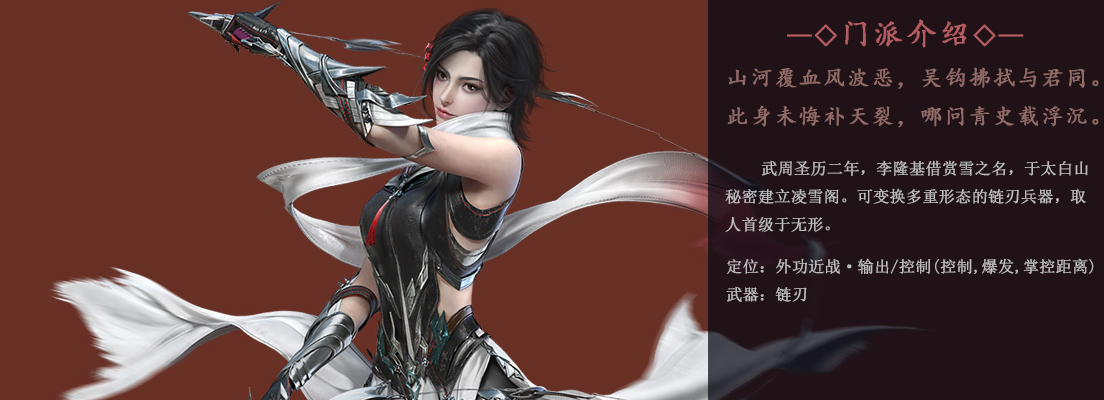 门派介绍
山河覆血风波恶，吴钩拂拭与君同。
此身未悔补天裂，哪问青史载浮沉。
武周圣历二年，李隆基借赏雪之名，于太白山
秘密建立凌雪阁。可变换多重形态的链刃兵器，取
人首级于无形。
定位：外功近战·输出/控制(控制,爆发,掌控距离)
武器：链刃